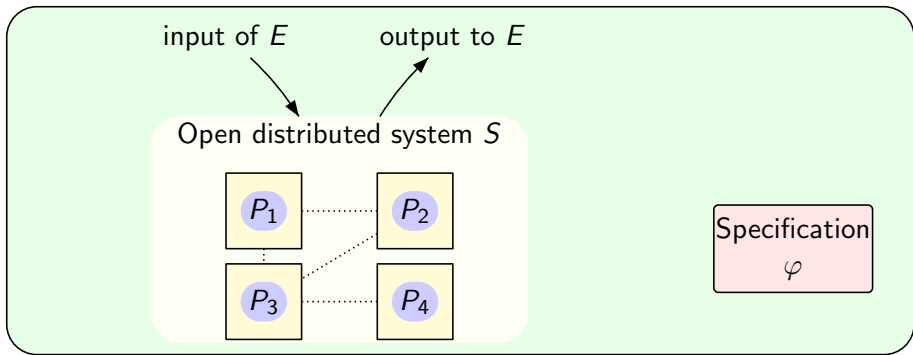 input of E
output to E
Open distributed system S
P₁
P₂
P₃
P₄
Specification
φ